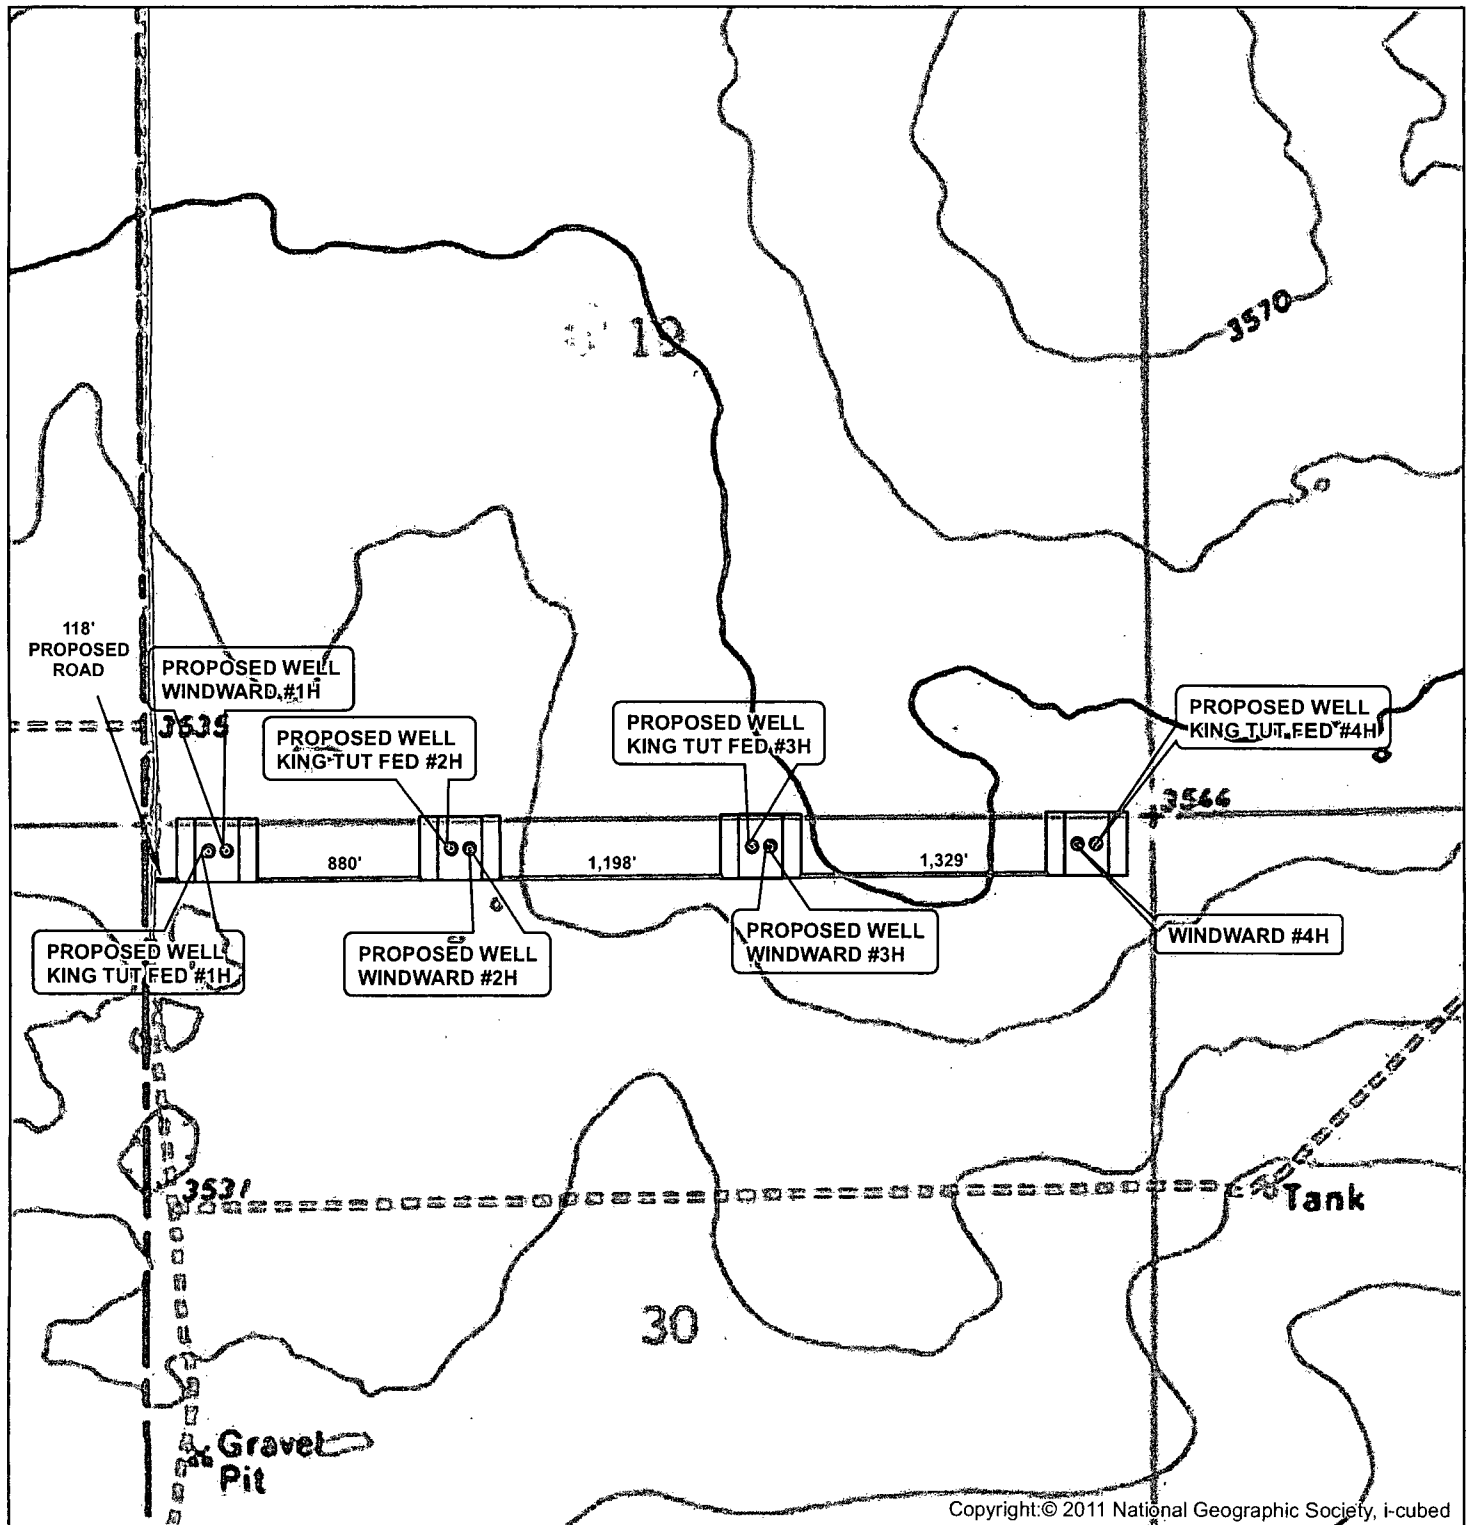 19
3570
118'
PROPOSED
ROAD
PROPOSED WELL
WINDWARD #1H
3535
PROPOSED WELL
KING TUT FED #2H
PROPOSED WELL
KING TUT FED #3H
PROPOSED WELL
KING TUT FED #4H
3566
880'
1,198'
1,329'
PROPOSED WELL
KING TUT FED #1H
PROPOSED WELL
WINDWARD #2H
PROPOSED WELL
WINDWARD #3H
WINDWARD #4H
3531
Tank
30
Gravel
Pit
Copyright:© 2011 National Geographic Society, i-cubed